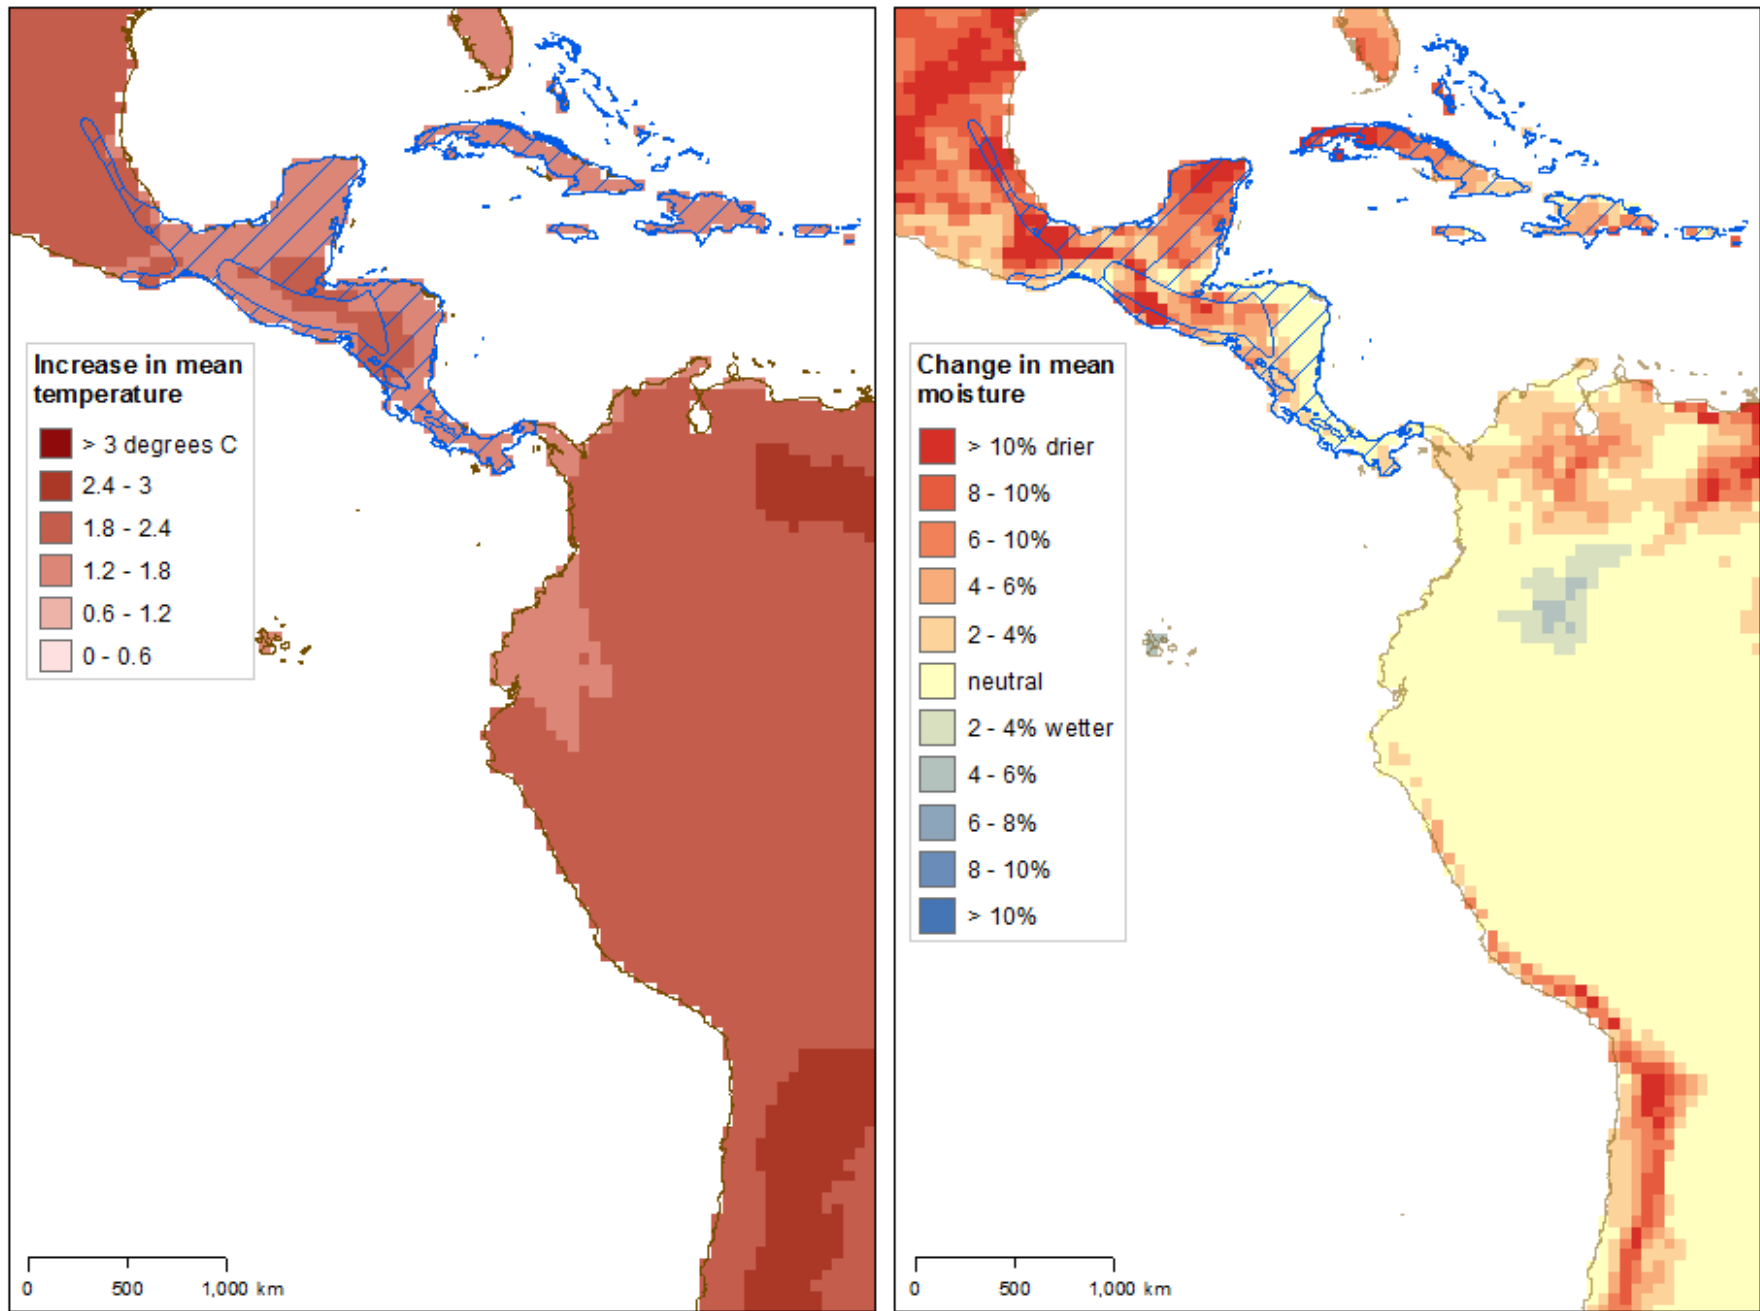 Increase in mean
temperature
> 3 degrees C
2.4 - 3
1.8 - 2.4
1.2 - 1.8
0.6 - 1.2
0 - 0.6
0 500 1,000 km
Change in mean
moisture
> 10% drier
8 - 10%
6 - 10%
4 - 6%
2 - 4%
neutral
2 - 4% wetter
4 - 6%
6 - 8%
8 - 10%
> 10%
0 500 1,000 km